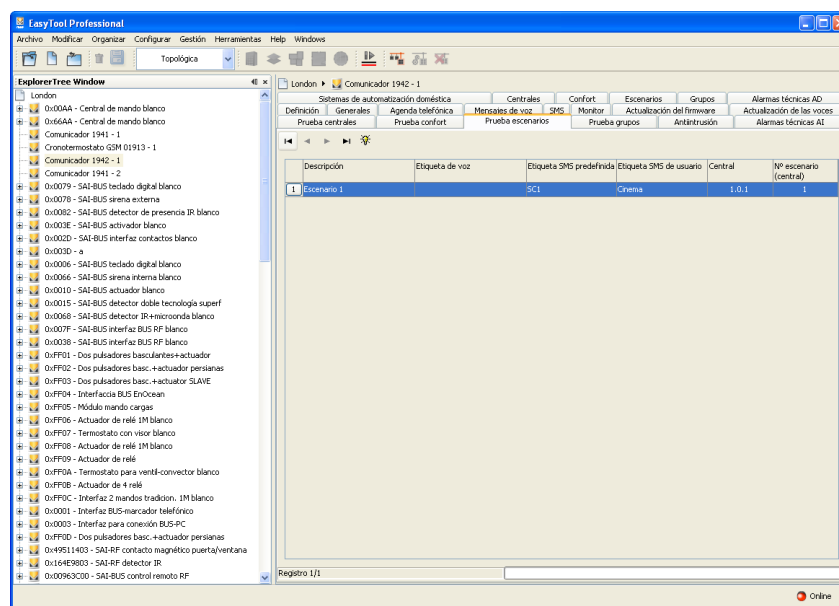 EasyTool Professional
Archivo Modificar Organizar Configurar Gestión Herramientas Help Windows
Topológica
ExplorerTree Window
London
0x00AA - Central de mando blanco
0x66AA - Central de mando blanco
Comunicador 1941 - 1
Cronotermostato GSM 01913 - 1
Comunicador 1942 - 1
Comunicador 1941 - 2
0x0079 - SAI-BUS teclado digital blanco
0x0078 - SAI-BUS sirena externa
0x0082 - SAI-BUS detector de presencia IR blanco
0x003E - SAI-BUS activador blanco
0x002D - SAI-BUS interfaz contactos blanco
0x003D - a
0x0006 - SAI-BUS teclado digital blanco
0x0066 - SAI-BUS sirena interna blanco
0x0010 - SAI-BUS actuador blanco
0x0015 - SAI-BUS detector doble tecnología superf
0x0068 - SAI-BUS detector IR+microonda blanco
0x007F - SAI-BUS interfaz BUS RF blanco
0x0038 - SAI-BUS interfaz BUS RF blanco
0xFF01 - Dos pulsadores basculantes+actuador
0xFF02 - Dos pulsadores basc.+actuador persianas
0xFF03 - Dos pulsadores basc.+actuator SLAVE
0xFF04 - Interfaccia BUS EnOcean
0xFF05 - Módulo mando cargas
0xFF06 - Actuador de relé 1M blanco
0xFF07 - Termostato con visor blanco
0xFF08 - Actuador de relé 1M blanco
0xFF09 - Actuador de relé
0xFF0A - Termostato para ventil-convector blanco
0xFF0B - Actuador de 4 relé
0xFF0C - Interfaz 2 mandos tradicion. 1M blanco
0x0001 - Interfaz BUS-marcador telefónico
0x0003 - Interfaz para conexión BUS-PC
0xFF0D - Dos pulsadores basc.+actuador persianas
0x49511403 - SAI-RF contacto magnético puerta/ventana
0x164E9803 - SAI-RF detector IR
0x00963C00 - SAI-BUS control remoto RF
London Comunicador 1942 - 1
Sistemas de automatización doméstica Centrales Confort Escenarios Grupos Alarmas técnicas AD
Definición Generales Agenda telefónica Mensajes de voz SMS Monitor Actualización del firmware Actualización de las voces
Prueba centrales Prueba confort Prueba escenarios Prueba grupos Antiintrusión Alarmas técnicas AI
Descripción Etiqueta de voz Etiqueta SMS predefinida Etiqueta SMS de usuario Central Nº escenario
(central)
1 Escenario 1 SC1 Cinema 1.0.1 1
Registro 1/1
Online